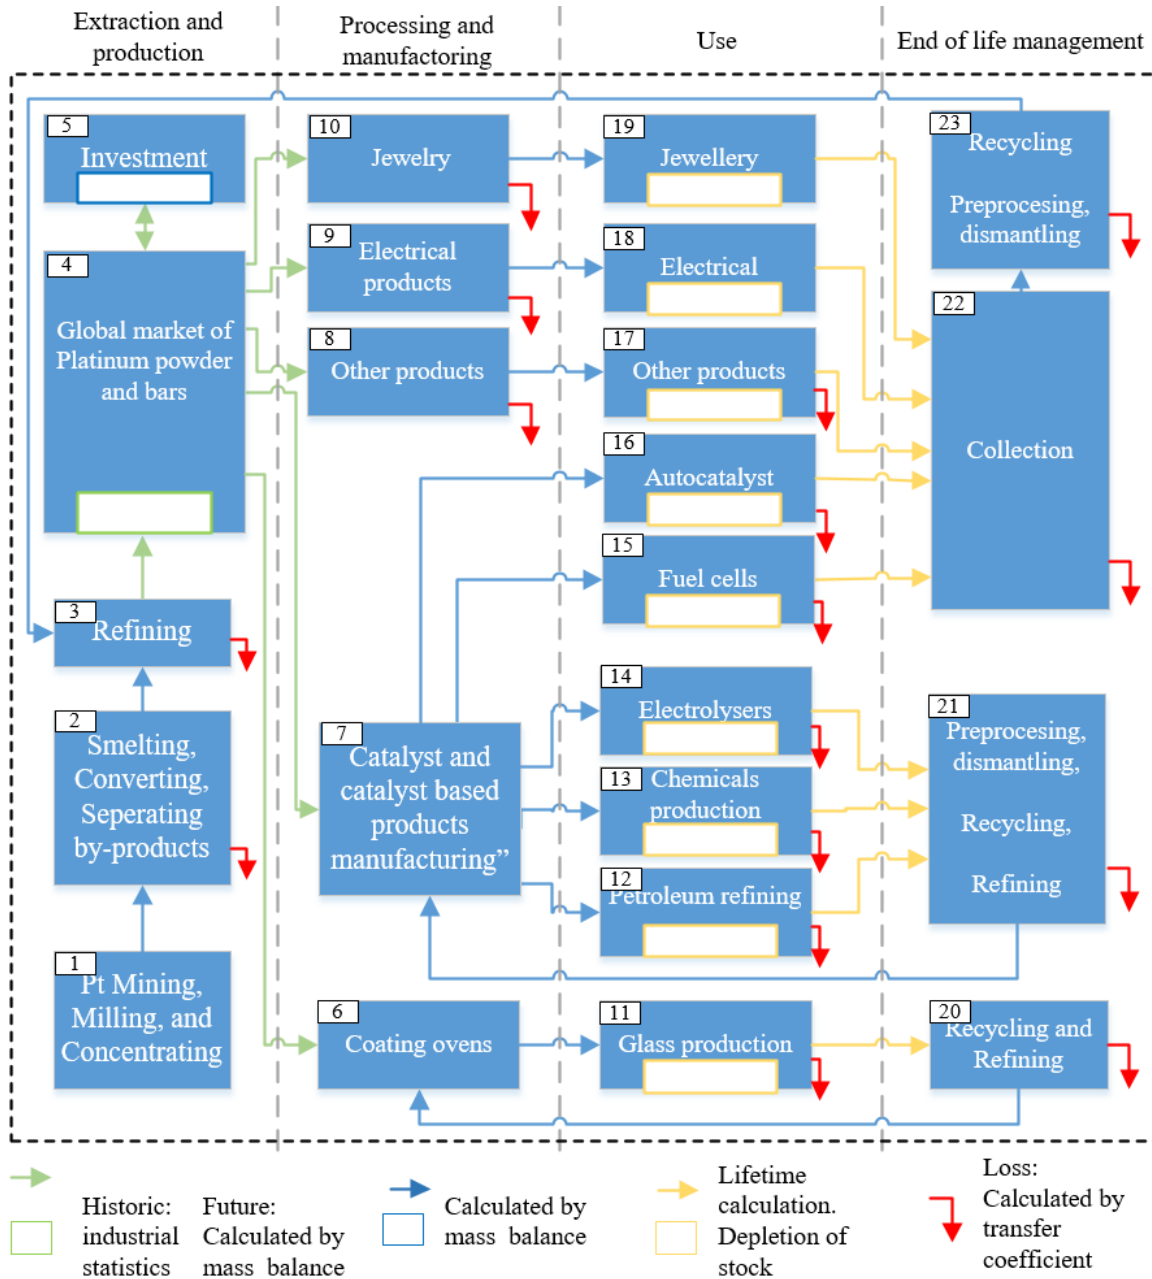 Extraction and
production
Processing and
manufactoring
Use
End of life management
5
Investment
4
Global market of
Platinum powder
and bars
3
Refining
2
Smelting,
Converting,
Seperating
by-products
1
Pt Mining,
Milling, and
Concentrating
10
Jewelry
9
Electrical
products
8
Other products
7
Catalyst and
catalyst based
products
manufacturing”
6
Coating ovens
19
Jewellery
18
Electrical
17
Other products
16
Autocatalyst
15
Fuel cells
14
Electrolysers
13
Chemicals
production
12
Petroleum refining
11
Glass production
23
Recycling
Preprocesing,
dismantling
22
Collection
21
Preprocesing,
dismantling,
Recycling,
Refining
20
Recycling and
Refining
Historic:
industrial
statistics
Future:
Calculated by
mass balance
Calculated by
mass balance
Lifetime
calculation.
Depletion of
stock
Loss:
Calculated by
transfer
coefficient